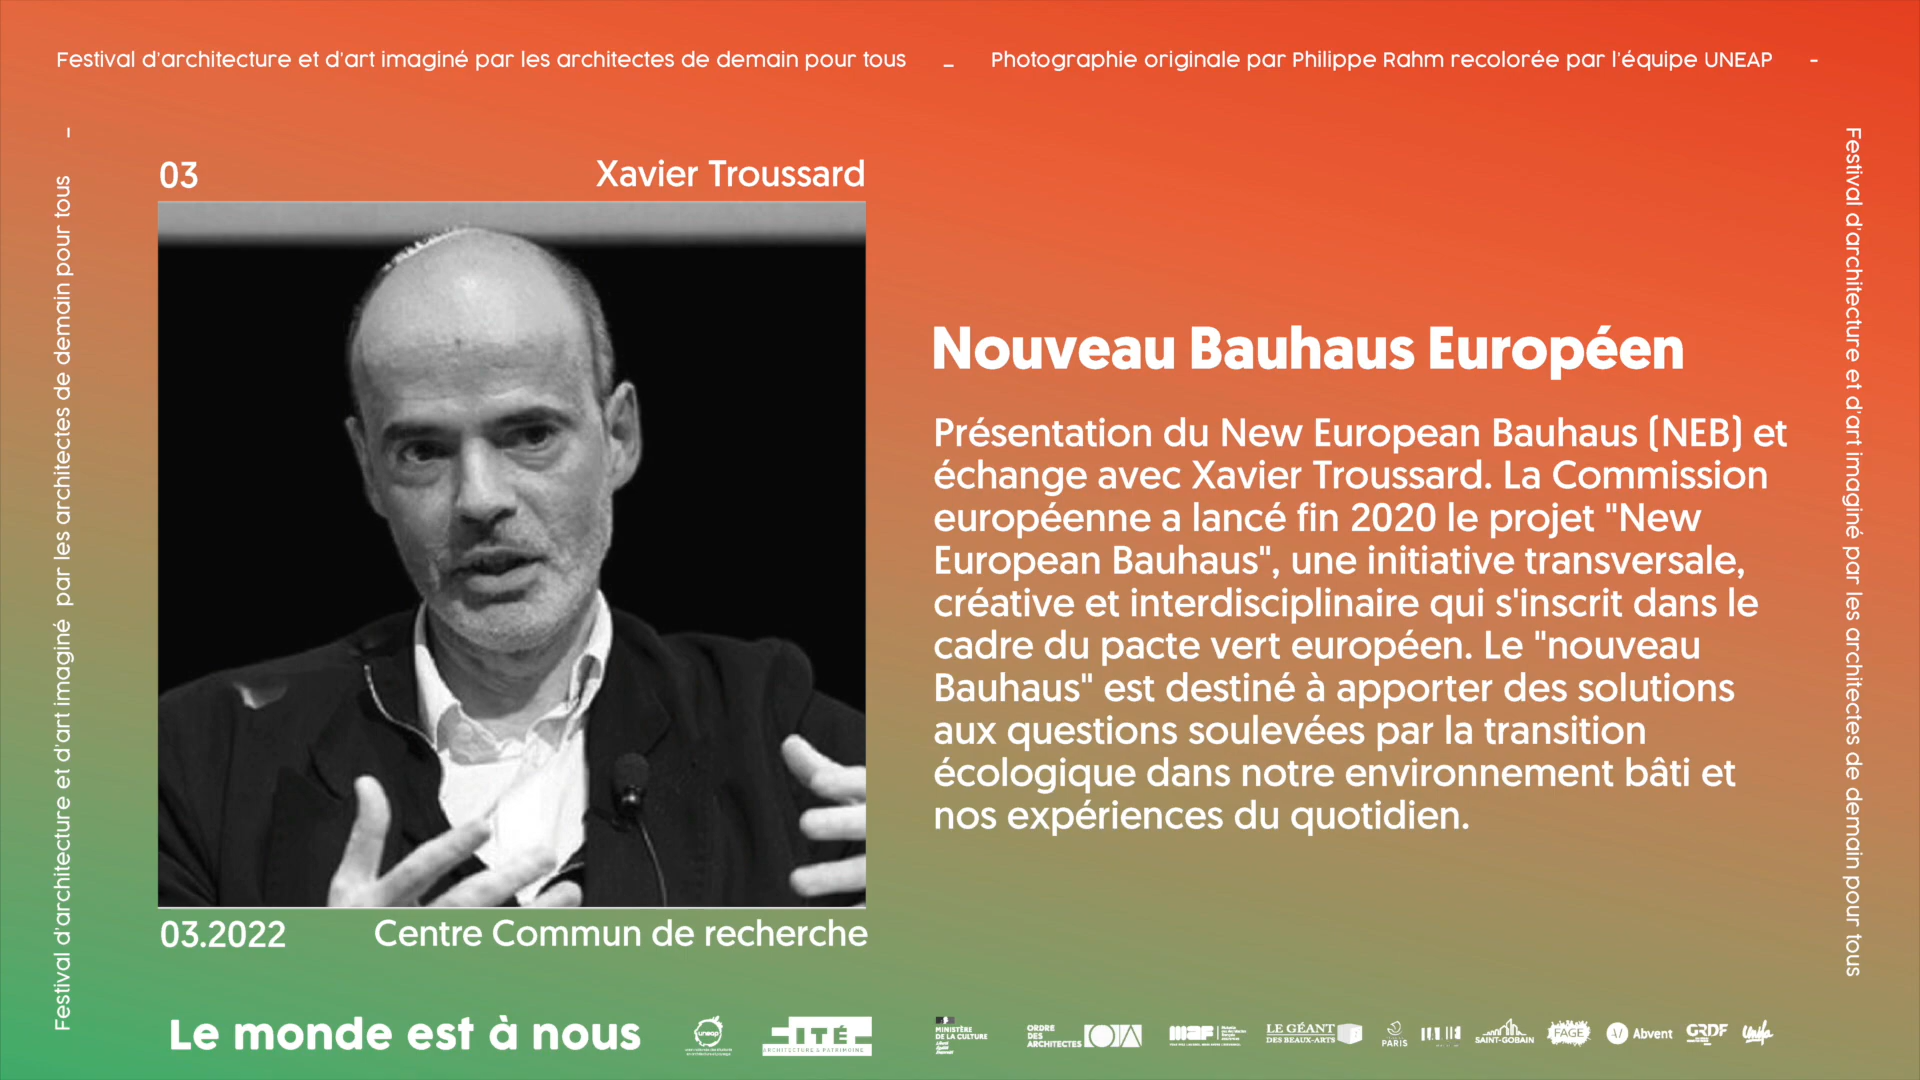 Festival d'architecture et d'art imaginé par les architectes de demain pour tous _ Photographie originale par Philippe Rahm recolorée par l'équipe UNEAP -
Festival d'architecture et d'art imaginé par les architectes de demain pour tous -
03
Xavier Troussard
03.2022
Centre Commun de recherche
Nouveau Bauhaus Européen
Présentation du New European Bauhaus (NEB) et
échange avec Xavier Troussard. La Commission
européenne a lancé fin 2020 le projet "New
European Bauhaus", une initiative transversale,
créative et interdisciplinaire qui s'inscrit dans le
cadre du pacte vert européen. Le "nouveau
Bauhaus" est destiné à apporter des solutions
aux questions soulevées par la transition
écologique dans notre environnement bâti et
nos expériences du quotidien.
Festival d'architecture et d'art imaginé par les architectes de demain pour tous
Le monde est à nous
uneap
CITÉ
ARCHITECTURE & PATRIMOINE
MINISTÈRE
DE LA CULTURE
ORDRE
DES
ARCHITECTES
maf
LE GÉANT
DES BEAUX-ARTS
PARIS
SAINT-GOBAIN
FAGE
Abvent
GRDF